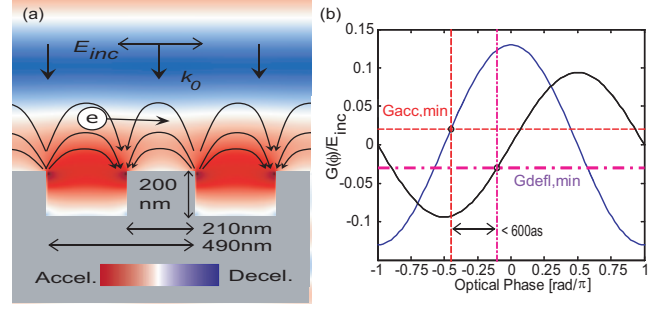 (a)
E_inc
k_0
e
200
nm
210nm
490nm
Accel. Decel.
(b)
G(ϕ)/E_inc
0.15
0.1
0.05
0
-0.05
-0.1
Gacc,min
Gdefl,min
< 600as
-1 -0.75 -0.5 -0.25 0 0.25 0.5 0.75 1
Optical Phase [rad/π]